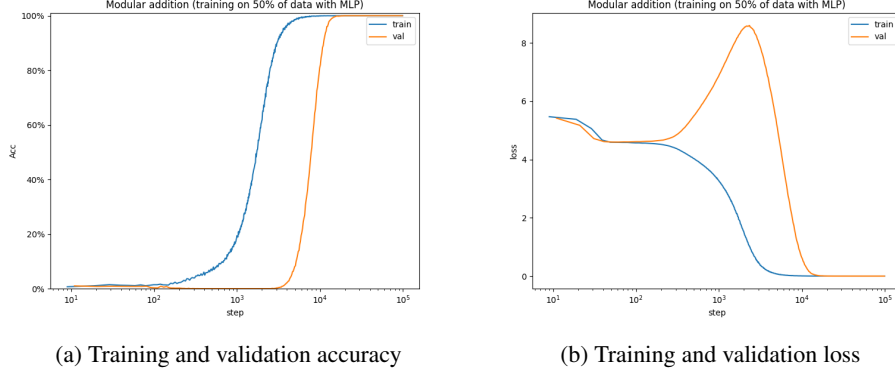 Modular addition (training on 50% of data with MLP)
100%
80%
60%
40%
20%
0%
Acc
10¹
10²
10³
10⁴
10⁵
step
train
val
(a) Training and validation accuracy
Modular addition (training on 50% of data with MLP)
8
6
4
2
0
loss
10¹
10²
10³
10⁴
10⁵
step
train
val
(b) Training and validation loss